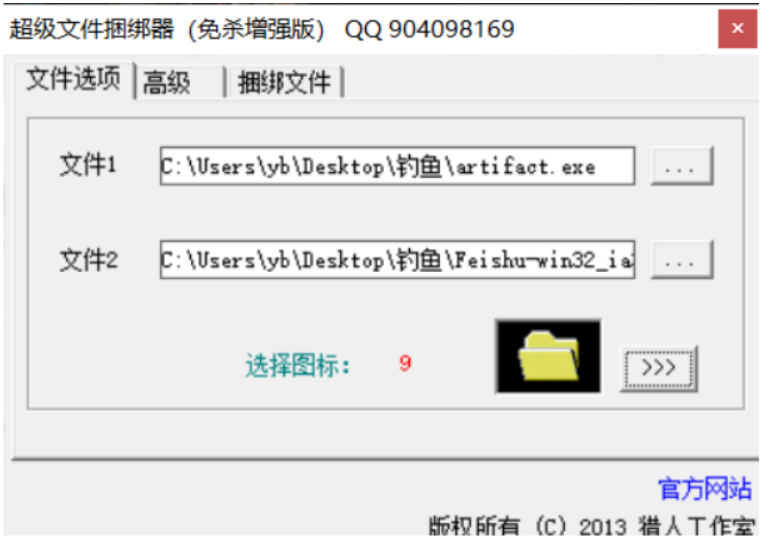 超级文件捆绑器（免杀增强版） QQ 904098169
文件选项 高级 捆绑文件
文件1 C:\Users\yb\Desktop\钓鱼\artifact.exe ...
文件2 C:\Users\yb\Desktop\钓鱼\Feishu-win32_ia ...
选择图标： 9 >>>
官方网站
版权所有 (C) 2013 猎人工作室